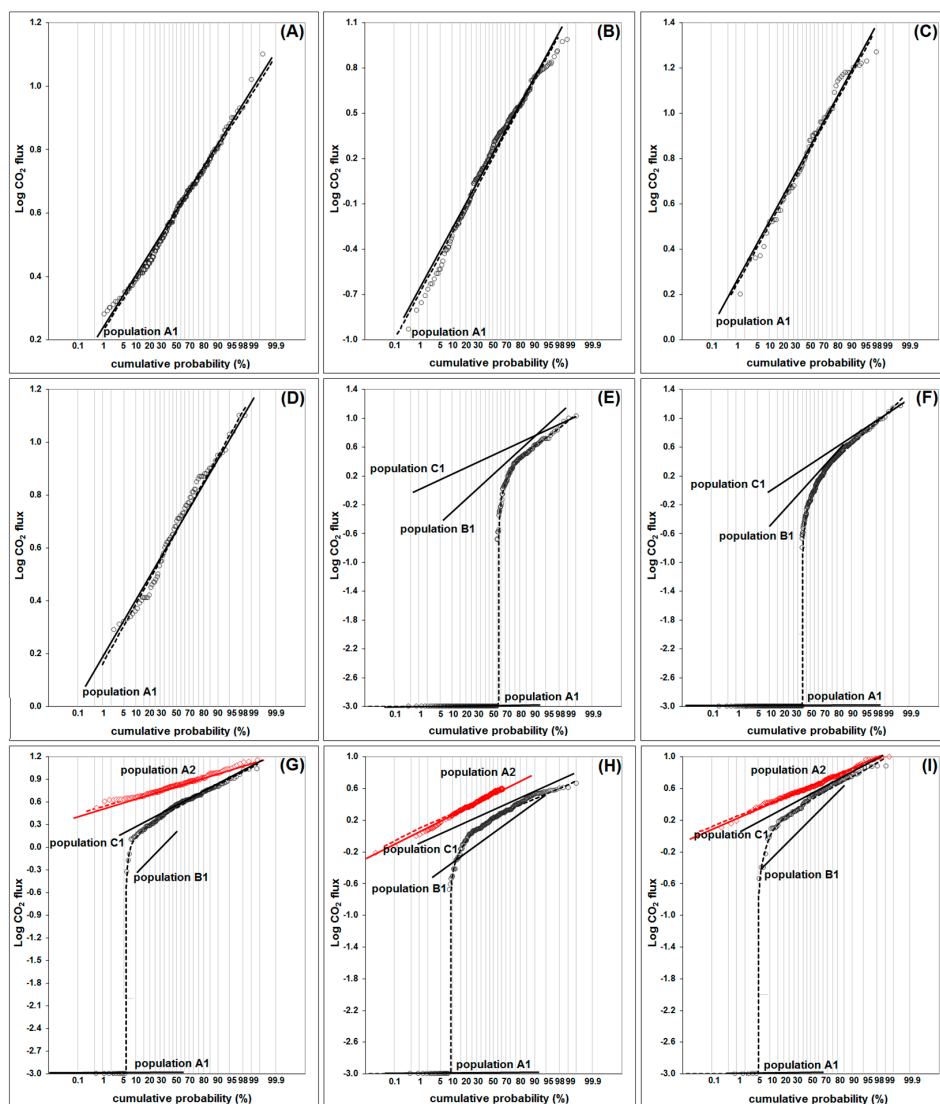 (A)
Log CO2 flux
1.2
1.0
0.8
0.6
0.4
0.2
population A1
0.1 1 5 10 20 30 50 70 80 90 95 98 99 99.9
cumulative probability (%)
(B)
Log CO2 flux
1.1
0.8
0.5
0.2
-0.1
-0.4
-0.7
-1.0
population A1
0.1 1 5 10 20 30 50 70 80 90 95 98 99 99.9
cumulative probability (%)
(C)
Log CO2 flux
1.4
1.2
1.0
0.8
0.6
0.4
0.2
0.0
population A1
0.1 1 5 10 20 30 50 70 80 90 95 98 99 99.9
cumulative probability (%)
(D)
Log CO2 flux
1.2
1.0
0.8
0.6
0.4
0.2
0.0
population A1
0.1 1 5 10 20 30 50 70 80 90 95 98 99 99.9
cumulative probability (%)
(E)
Log CO2 flux
1.4
1.0
0.6
0.2
-0.2
-0.6
-1.0
-1.4
-1.8
-2.2
-2.6
-3.0
population C1
population B1
population A1
0.1 1 5 10 20 30 50 70 80 90 95 98 99 99.9
cumulative probability (%)
(F)
Log CO2 flux
1.4
1.0
0.6
0.2
-0.2
-0.6
-1.0
-1.4
-1.8
-2.2
-2.6
-3.0
population C1
population B1
population A1
0.1 1 5 10 20 30 50 70 80 90 95 98 99 99.9
cumulative probability (%)
(G)
Log CO2 flux
1.2
0.9
0.6
0.3
0.0
-0.3
-0.6
-0.9
-1.2
-1.5
-1.8
-2.1
-2.4
-2.7
-3.0
population A2
population C1
population B1
population A1
0.1 1 5 10 20 30 50 70 80 90 95 98 99 99.9
cumulative probability (%)
(H)
Log CO2 flux
1.0
0.6
0.2
-0.2
-0.6
-1.0
-1.4
-1.8
-2.2
-2.6
-3.0
population A2
population C1
population B1
population A1
0.1 1 5 10 20 30 50 70 80 90 95 98 99 99.9
cumulative probability (%)
(I)
Log CO2 flux
1.0
0.6
0.2
-0.2
-0.6
-1.0
-1.4
-1.8
-2.2
-2.6
-3.0
population A2
population C1
population B1
population A1
0.1 1 5 10 20 30 50 70 80 90 95 98 99 99.9
cumulative probability (%)